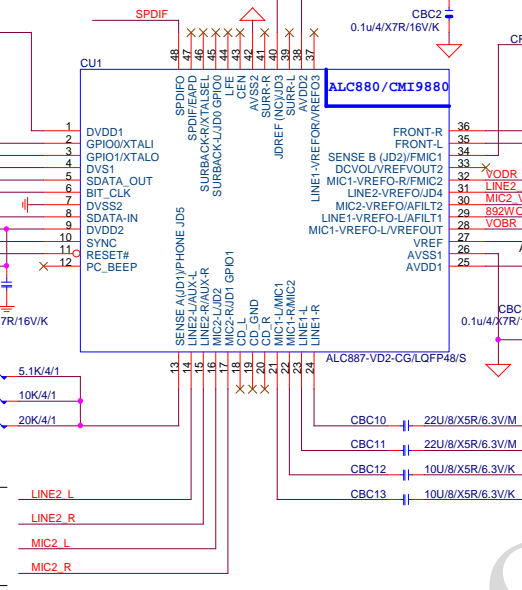 SPDIF
CBC2
0.1u/4/X7R/16V/K
CU1
48
47
46
45
44
43
42
41
40
39
38
37
SPDIFO
SPDIF/EAPD
SURBACK-R/XTALSEL
SURBACK-L/JD0 GPIO0
LFE
CEN
AVSS2
SURR-R
JDREF (NC)/JD3
SURR-L
AVDD2
LINE1-VREFOR/VREFO3
ALC880/CMI9880
1 DVDD1
2 GPIO0/XTALI
3 GPIO1/XTALO
4 DVS1
5 SDATA_OUT
6 BIT_CLK
7 DVSS2
8 SDATA-IN
9 DVDD2
10 SYNC
11 RESET#
12 PC_BEEP
FRONT-R 36
FRONT-L 35
SENSE B (JD2)/FMIC1 34
DCVOL/VREFVOUT2 33
MIC1-VREFO-R/FMIC2 32 VODR
LINE2-VREFO/JD4 31 LINE2
MIC2-VREFO/AFILT2 30 MIC2_V
LINE1-VREFO-L/AFILT1 29 892WO
MIC1-VREFO-L/VREFOUT 28 VOBR
VREF 27
AVSS1 26
AVDD1 25
SENSE A(JD1)/PHONE JD5
LINE2-L/AUX-L
LINE2-R/AUX-R
MIC2-L/JD2
MIC2-R/JD1 GPIO1
CD_L
CD_GND
CD_R
MIC1-L/MIC1
MIC1-R/MIC2
LINE1-L
LINE1-R
13
14
15
16
17
18
19
20
21
22
23
24
ALC887-VD2-CG/LQFP48/S
7R/16V/K
CBC
0.1u/4/X7R/
5.1K/4/1
10K/4/1
20K/4/1
CBC10 22U/8/X5R/6.3V/M
CBC11 22U/8/X5R/6.3V/M
CBC12 10U/8/X5R/6.3V/K
CBC13 10U/8/X5R/6.3V/K
LINE2_L
LINE2_R
MIC2_L
MIC2_R